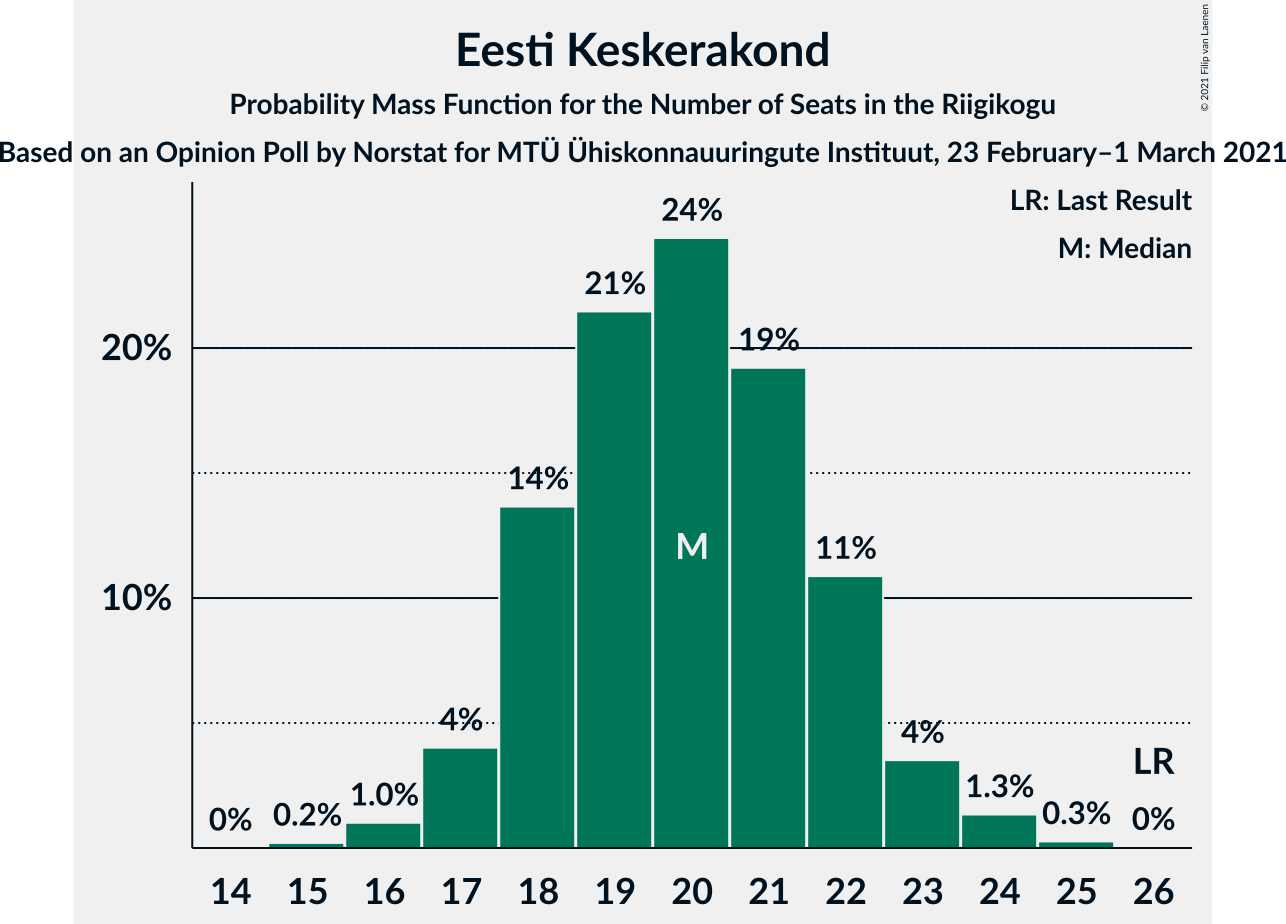 Eesti Keskerakond
Probability Mass Function for the Number of Seats in the Riigikogu
Based on an Opinion Poll by Norstat for MTÜ Ühiskonnauuringute Instituut, 23 February–1 March 2021
© 2021 Filip van Laenen
LR: Last Result
M: Median
24%
21%
20%
19%
14%
M
11%
10%
4%
4%
LR
1.0%
1.3%
0%
0.2%
0.3%
0%
14 15 16 17 18 19 20 21 22 23 24 25 26